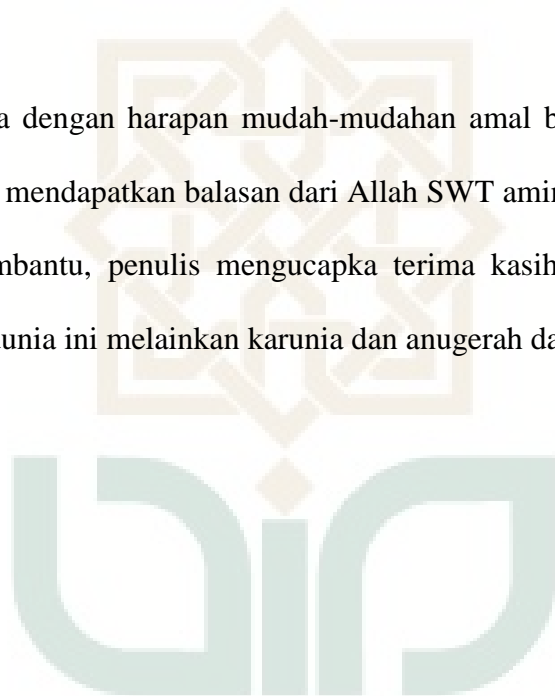 a dengan harapan mudah-mudahan amal b
mendapatkan balasan dari Allah SWT amin
mbantu, penulis mengucapka terima kasih
unia ini melainkan karunia dan anugerah da